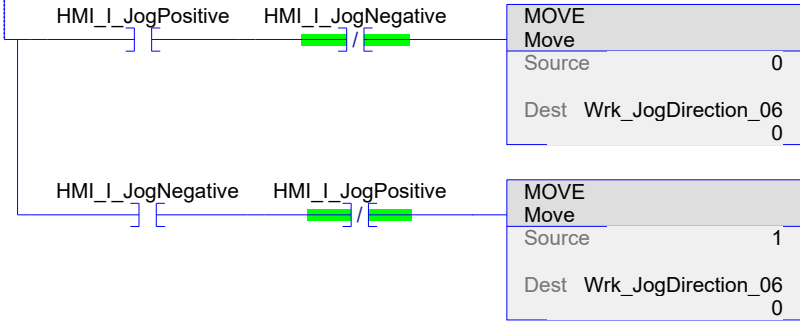 HMI_I_JogPositive HMI_I_JogNegative MOVE
Move
/
Source 0
Dest Wrk_JogDirection_06
0
HMI_I_JogNegative HMI_I_JogPositive MOVE
Move
/
Source 1
Dest Wrk_JogDirection_06
0